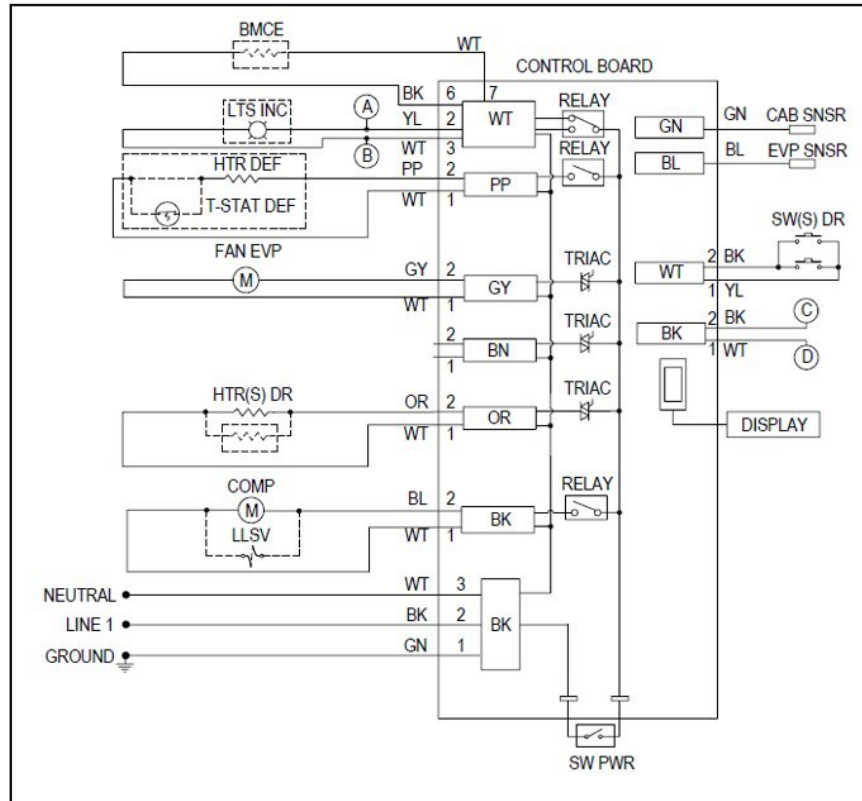 BMCE
WT
CONTROL BOARD
BK 6 7
RELAY
GN CAB SNSR
LTS INC
A
YL 2
WT
GN
B
WT 3
RELAY
BL EVP SNSR
HTR DEF
PP 2
PP
BL
T-STAT DEF
WT 1
SW(S) DR
FAN EVP
TRIAC
2 BK
WT
M
GY 2
GY
1 YL
WT 1
TRIAC
2 BK
C
2
BN
BK
1 WT
D
1
TRIAC
HTR(S) DR
OR 2
OR
DISPLAY
WT 1
COMP
RELAY
M
BL 2
BK
LLSV
WT 1
NEUTRAL
WT 3
LINE 1
BK 2
BK
GROUND
GN 1
SW PWR